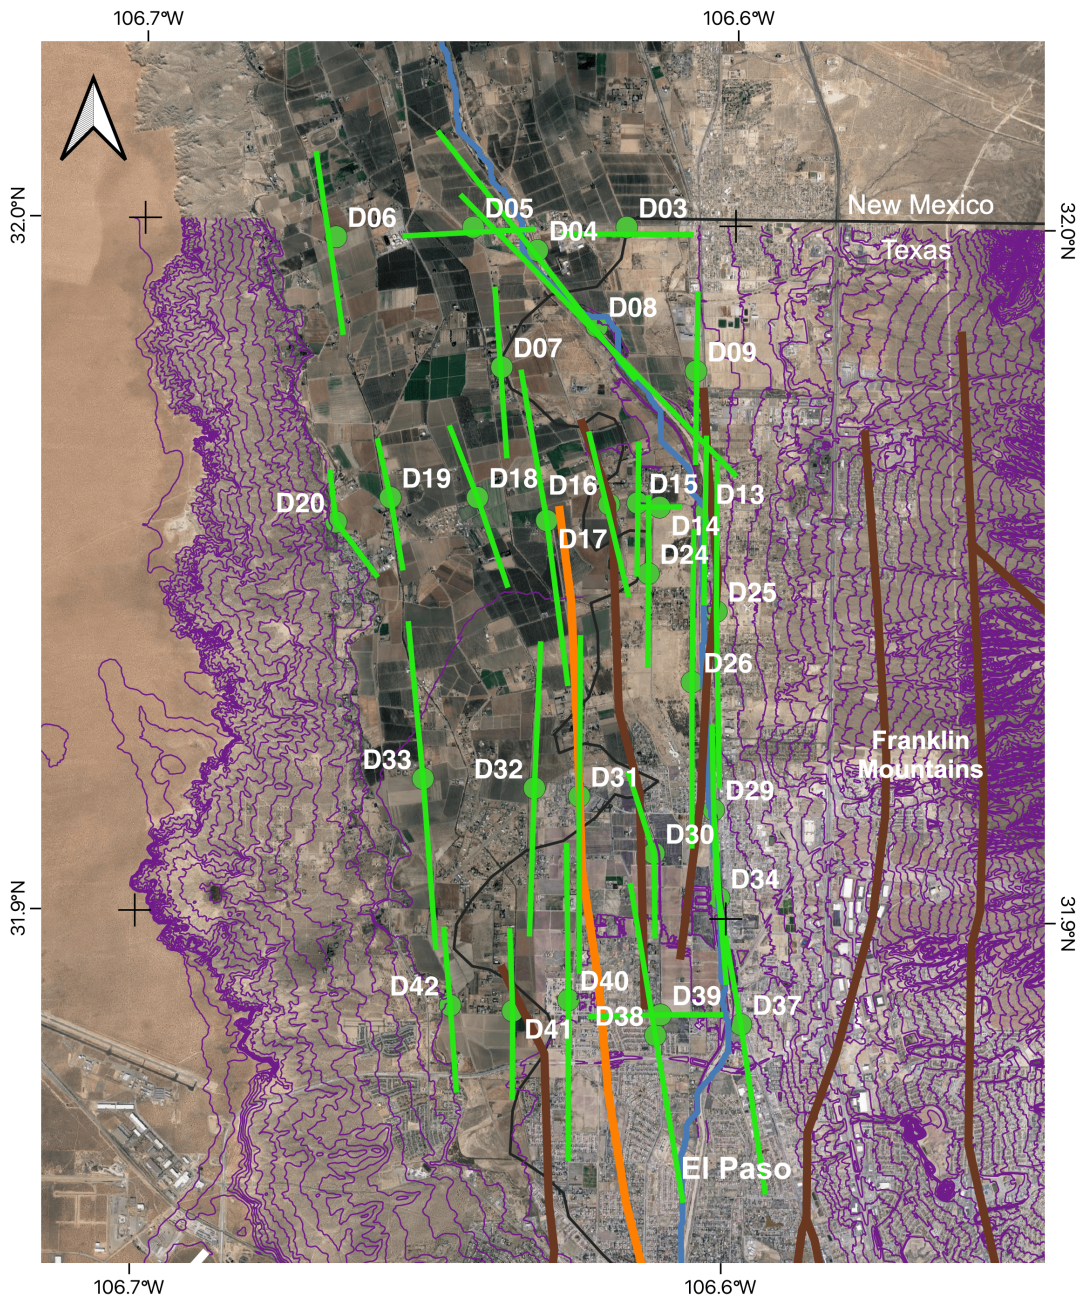 106.7°W
106.6°W
32.0°N
32.0°N
New Mexico
Texas
D06
D05
D03
D04
D08
D07
D09
D20
D19
D18
D16
D15
D13
D17
D14
D24
D25
D26
D33
D32
D31
Franklin
Mountains
D29
D30
D34
31.9°N
31.9°N
D42
D40
D39
D37
D38
D41
El Paso
106.7°W
106.6°W